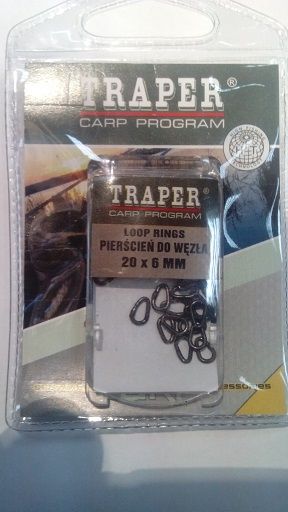 TRAPER®
CARP PROGRAM
TRAPER®
CARP PROGRAM
LOOP RINGS
PIERŚCIEŃ DO WĘZŁA
20 x 6 MM